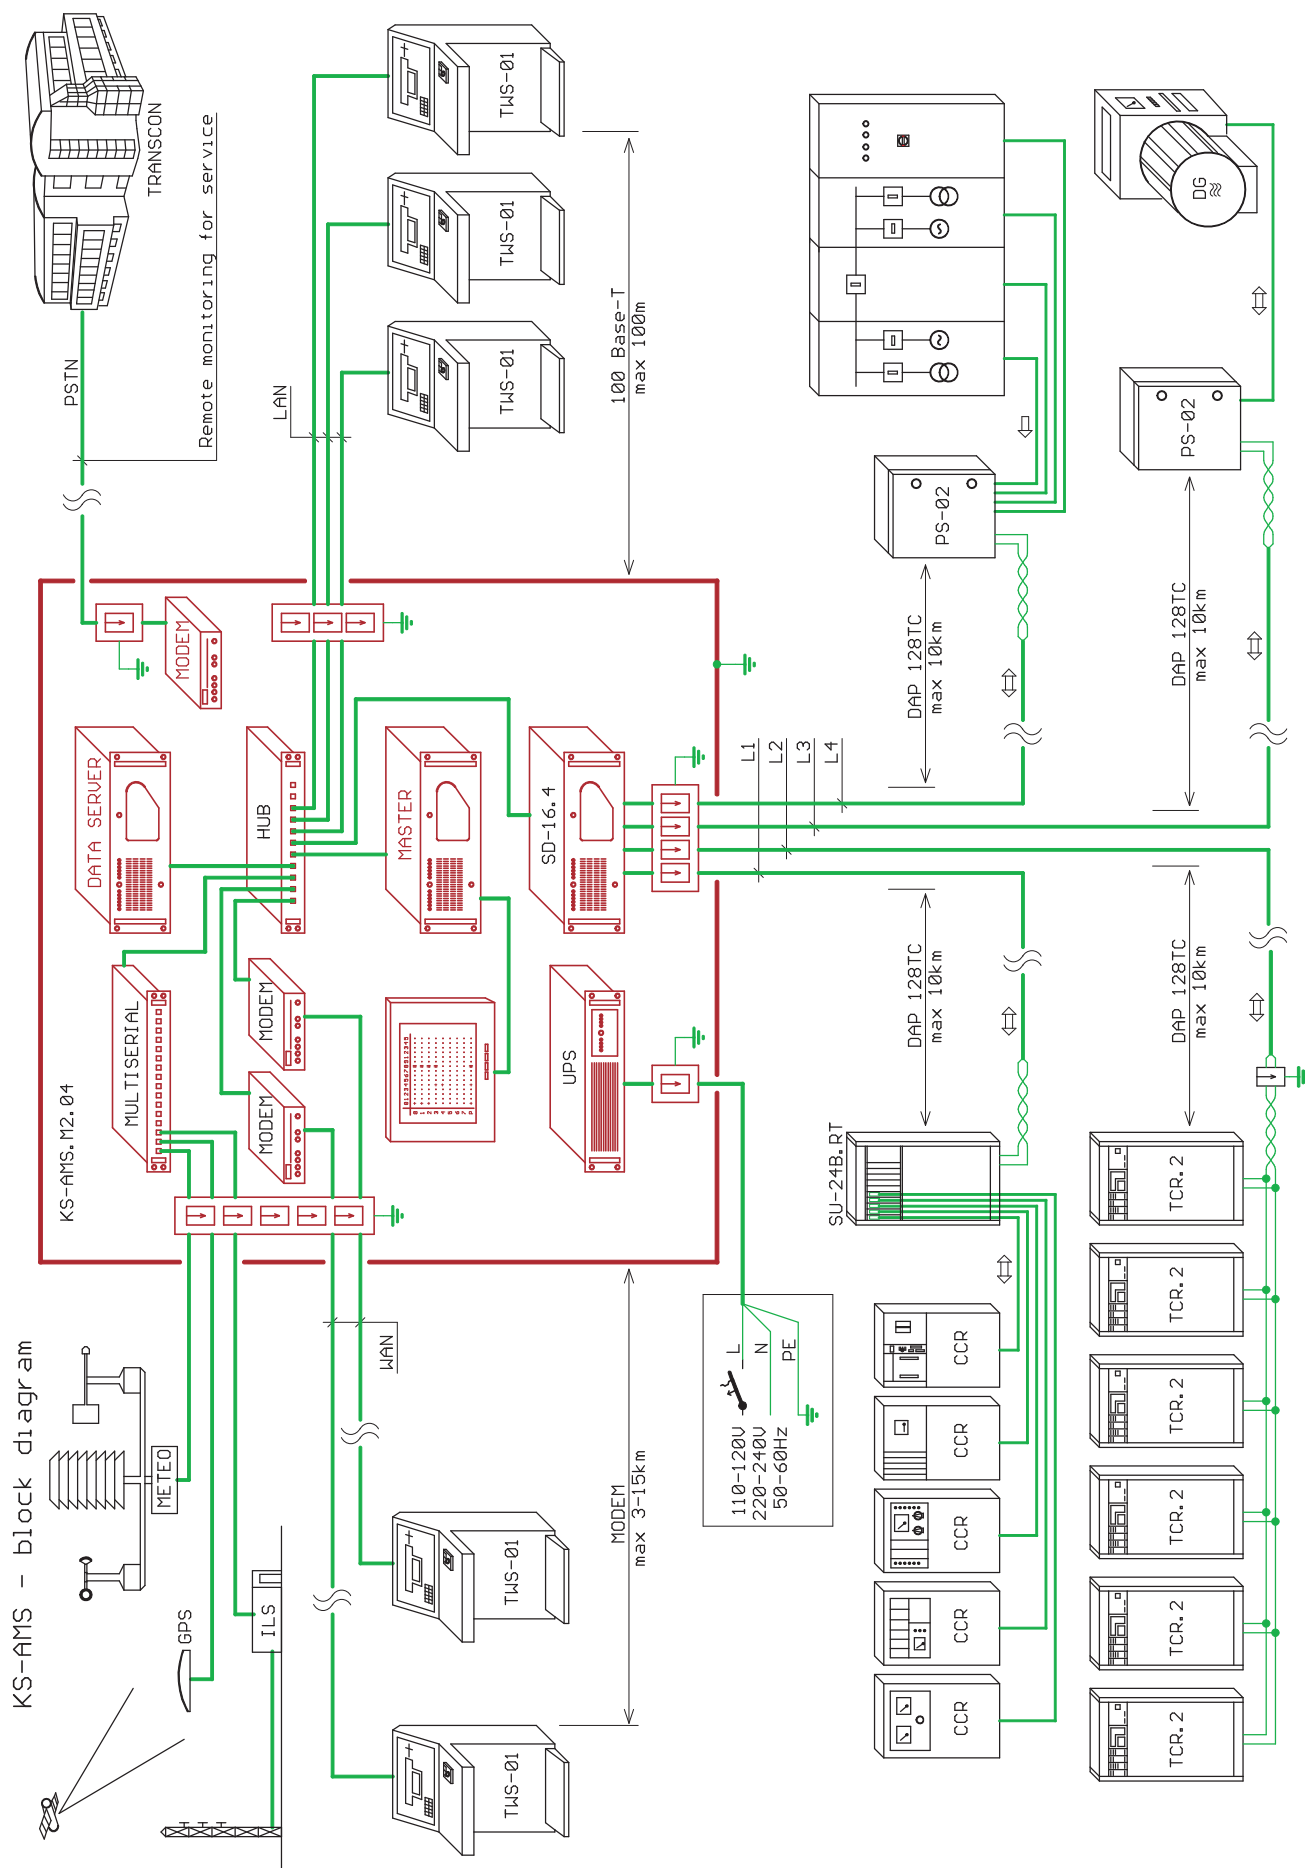 KS-AMS - block diagram
METEO
GPS
ILS
KS-AMS.M2.04
MULTISERIAL
DATA SERVER
MODEM
PSTN
TRANSCON
Remote monitoring for service
MODEM
MODEM
HUB
LAN
WAN
TWS-01
TWS-01
MASTER
TWS-01
TWS-01
TWS-01
MODEM
max 3-15km
UPS
SD-16.4
100 Base-T
max 100m
110-120V
220-240V
50-60Hz
L
N
PE
L1
L2
L3
L4
SU-24B.RT
DAP 128TC
max 10km
DAP 128TC
max 10km
PS-02
CCR
CCR
CCR
CCR
CCR
DAP 128TC
max 10km
DAP 128TC
max 10km
PS-02
DG
TCR.2
TCR.2
TCR.2
TCR.2
TCR.2
TCR.2